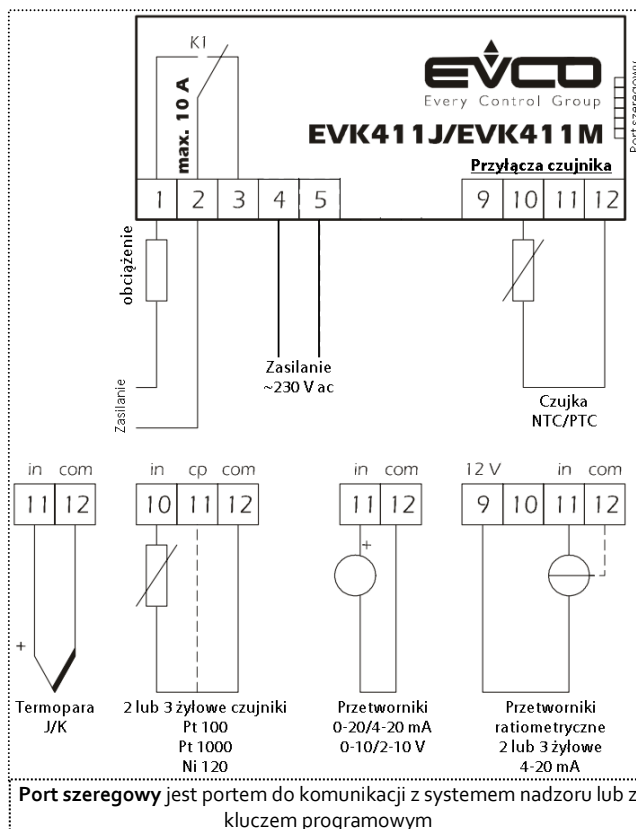 K1
max. 10 A
EVCO
Every Control Group
EVK411J/EVK411M
Port szeregowy
Przyłącza czujnika
1 2 3 4 5 9 10 11 12
obciążenie
Zasilanie
Zasilanie
~230 V ac
Czujka
NTC/PTC
in com
11 12
+
Termopara
J/K
in cp com
10 11 12
2 lub 3 żyłowe czujniki
Pt 100
Pt 1000
Ni 120
in com
11 12
+
Przetworniki
0-20/4-20 mA
0-10/2-10 V
12 V in com
9 10 11 12
Przetworniki
ratiometryczne
2 lub 3 żyłowe
4-20 mA
Port szeregowy jest portem do komunikacji z systemem nadzoru lub z
kluczem programowym